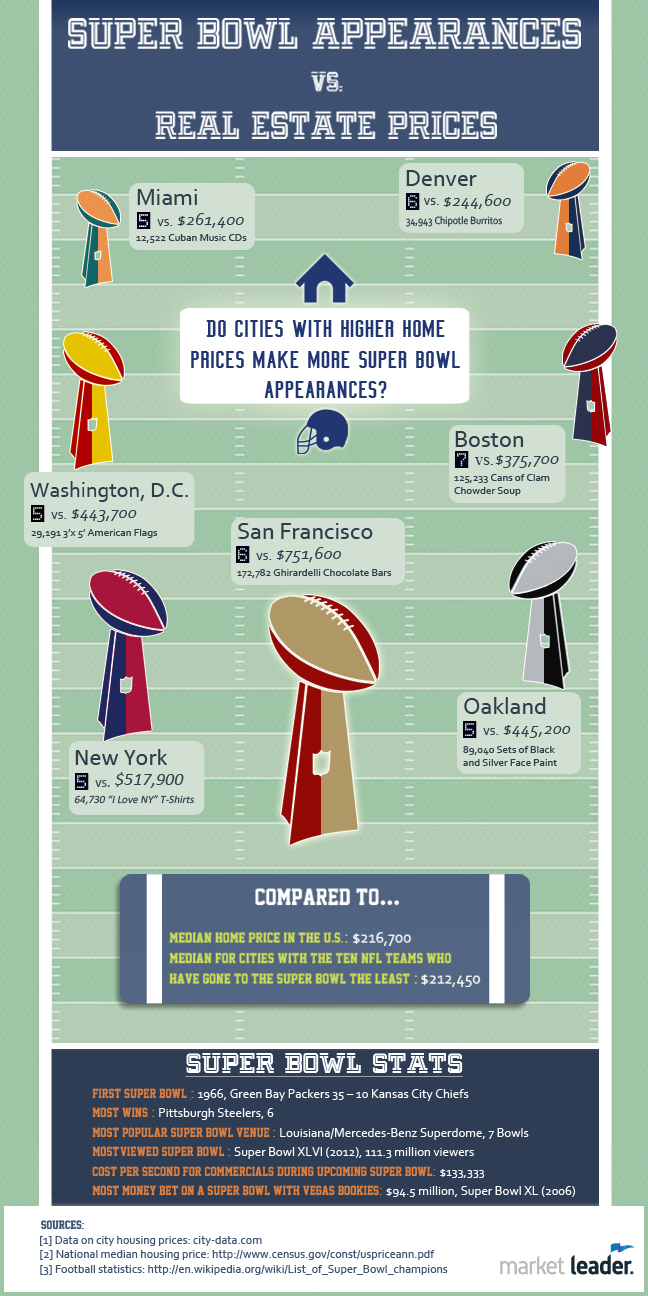 SUPER BOWL APPEARANCES
VS.
REAL ESTATE PRICES
Miami
5 vs. $261,400
12,522 Cuban Music CDs
Denver
6 vs. $244,600
34,943 Chipotle Burritos
DO CITIES WITH HIGHER HOME
PRICES MAKE MORE SUPER BOWL
APPEARANCES?
Boston
7 vs. $375,700
125,233 Cans of Clam
Chowder Soup
Washington, D.C.
5 vs. $443,700
29,191 3'x 5' American Flags
San Francisco
6 vs. $751,600
172,782 Ghirardelli Chocolate Bars
Oakland
5 vs. $445,200
89,040 Sets of Black
and Silver Face Paint
New York
5 vs. $517,900
64,730 "I Love NY" T-Shirts
COMPARED TO...
MEDIAN HOME PRICE IN THE U.S.: $216,700
MEDIAN FOR CITIES WITH THE TEN NFL TEAMS WHO
HAVE GONE TO THE SUPER BOWL THE LEAST : $212,450
SUPER BOWL STATS
FIRST SUPER BOWL : 1966, Green Bay Packers 35 – 10 Kansas City Chiefs
MOST WINS : Pittsburgh Steelers, 6
MOST POPULAR SUPER BOWL VENUE : Louisiana/Mercedes-Benz Superdome, 7 Bowls
MOST VIEWED SUPER BOWL : Super Bowl XLVI (2012), 111.3 million viewers
COST PER SECOND FOR COMMERCIALS DURING UPCOMING SUPER BOWL: $133,333
MOST MONEY BET ON A SUPER BOWL WITH VEGAS BOOKIES: $94.5 million, Super Bowl XL (2006)
SOURCES:
[1] Data on city housing prices: city-data.com
[2] National median housing price: http://www.census.gov/const/uspriceann.pdf
[3] Football statistics: http://en.wikipedia.org/wiki/List_of_Super_Bowl_champions
market leader.